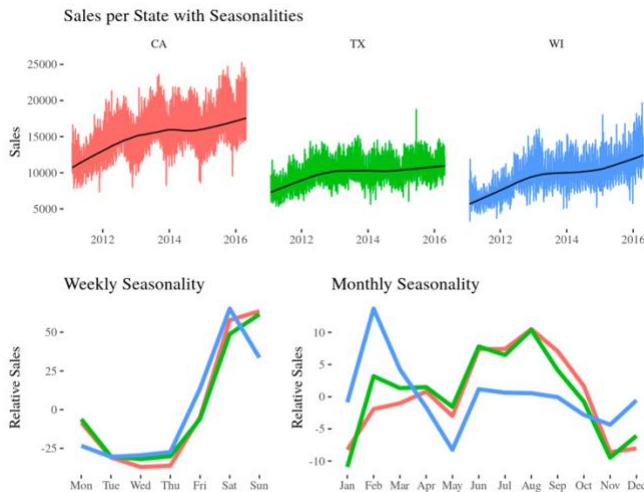 Sales per State with Seasonalities
CA TX WI
25000
20000
15000
10000
5000
Sales
2012 2014 2016 2012 2014 2016 2012 2014 2016
Weekly Seasonality
50
25
0
-25
Relative Sales
Mon Tue Wed Thu Fri Sat Sun
Monthly Seasonality
10
5
0
-5
-10
Relative Sales
Jan Feb Mar Apr May Jun Jul Aug Sep Oct Nov Dec